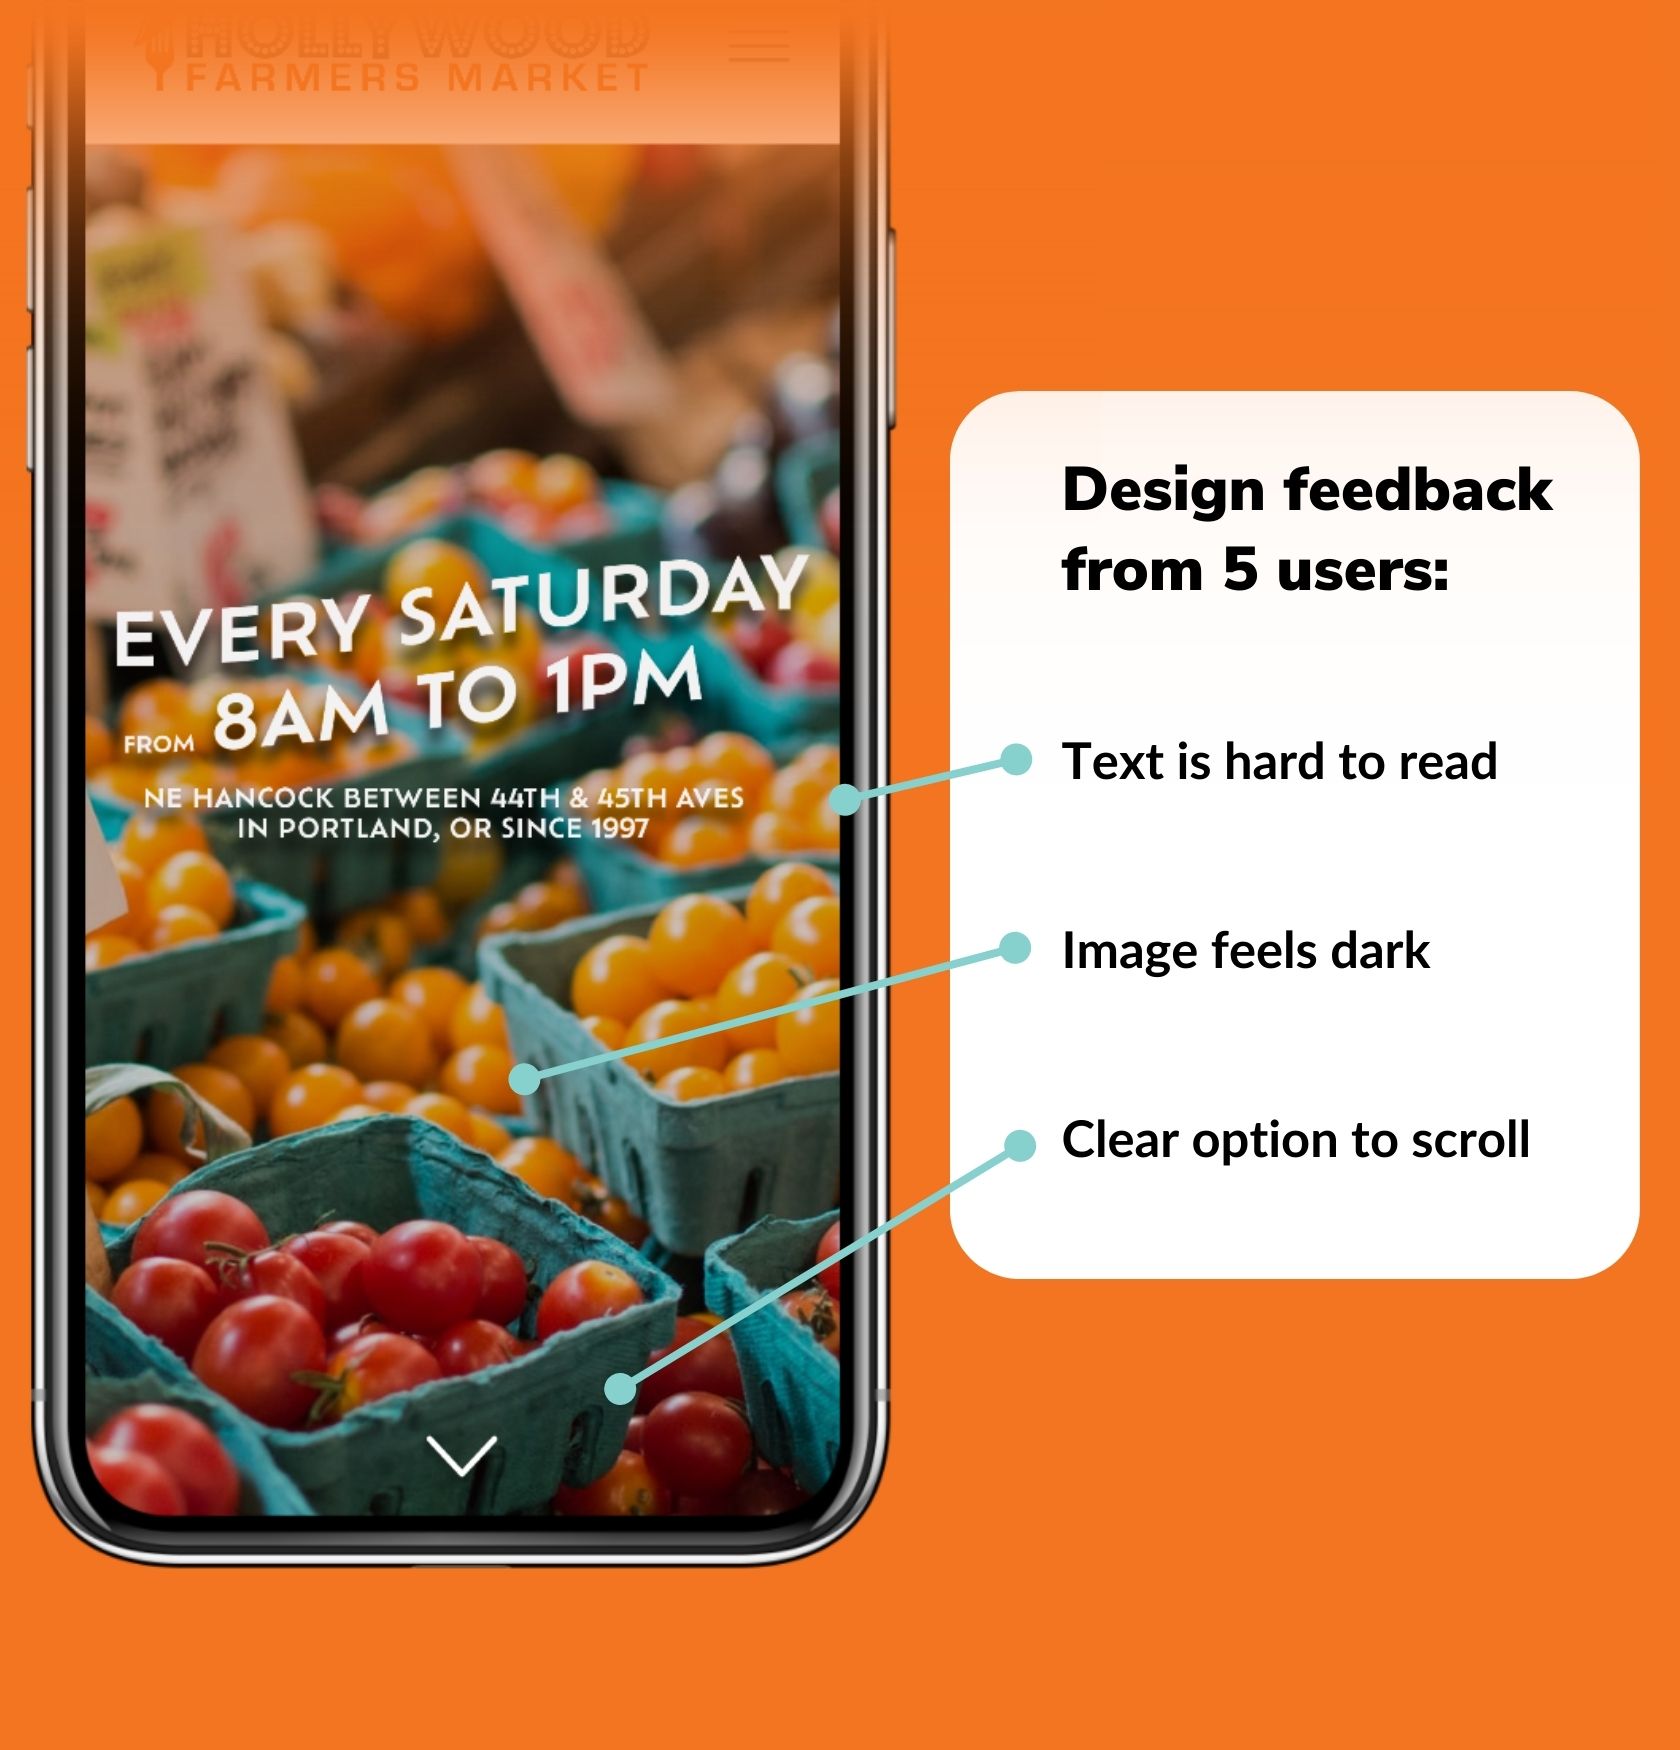 HOLLYWOOD
FARMERS MARKET
EVERY SATURDAY
FROM 8AM TO 1PM
NE HANCOCK BETWEEN 44TH & 45TH AVES
IN PORTLAND, OR SINCE 1997
Design feedback
from 5 users:
Text is hard to read
Image feels dark
Clear option to scroll